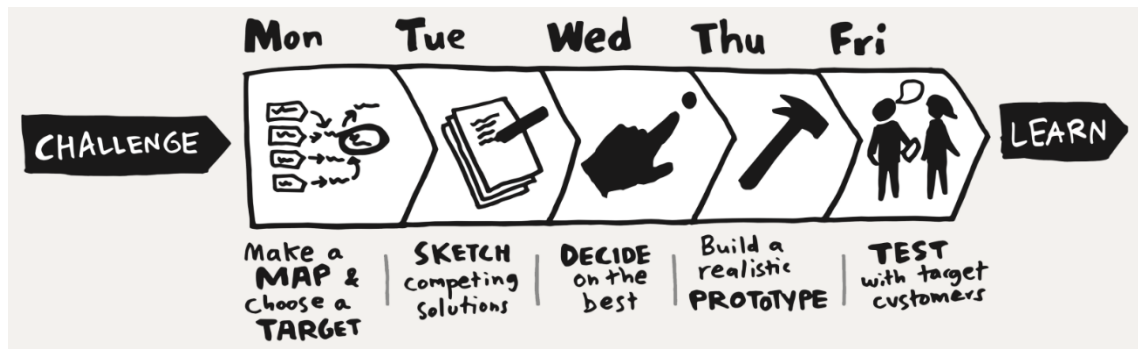 Mon Tue Wed Thu Fri
CHALLENGE
LEARN
Make a
MAP &
choose a
TARGET
SKETCH
competing
solutions
DECIDE
on the
best
Build a
realistic
PROTOTYPE
TEST
with target
customers